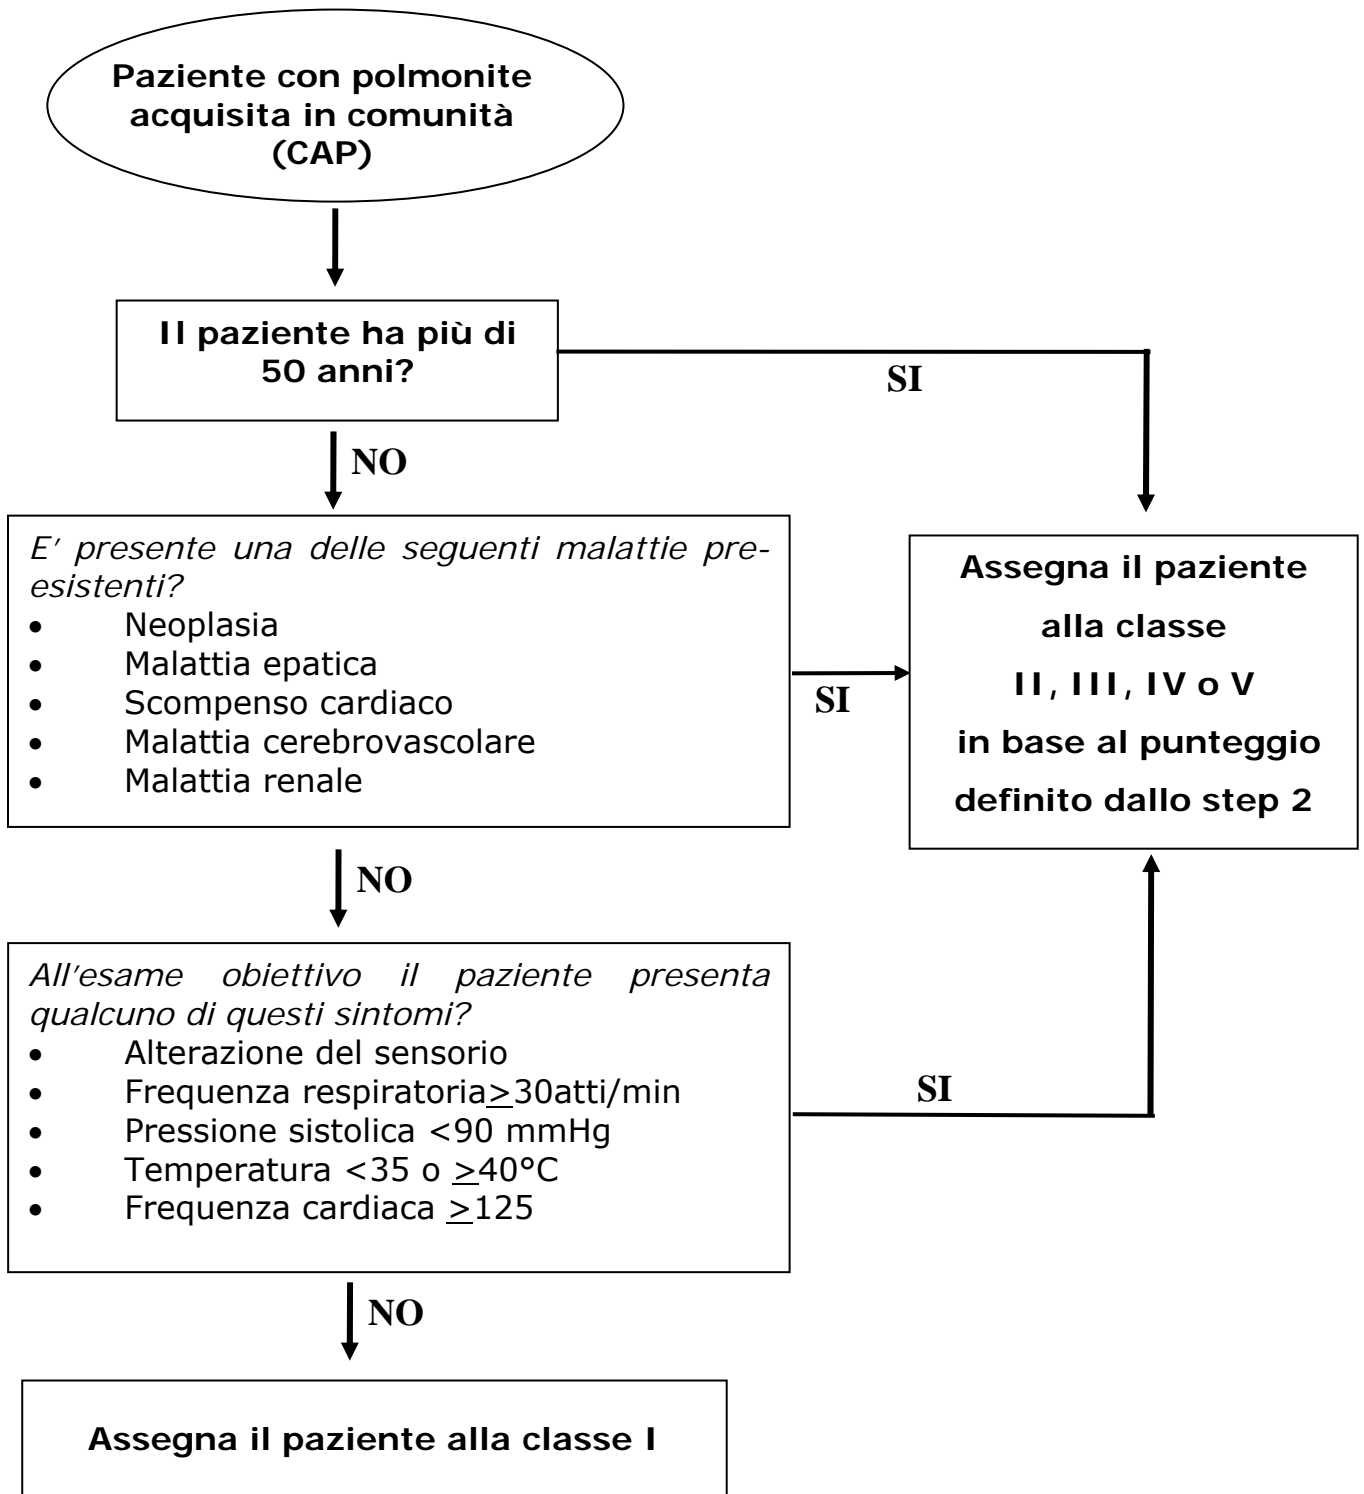 Paziente con polmonite
acquisita in comunità
(CAP)
Il paziente ha più di
50 anni?
SI
NO
E' presente una delle seguenti malattie pre-
esistenti?
• Neoplasia
• Malattia epatica
• Scompenso cardiaco
• Malattia cerebrovascolare
• Malattia renale
SI
Assegna il paziente
alla classe
II, III, IV o V
in base al punteggio
definito dallo step 2
NO
All'esame obiettivo il paziente presenta
qualcuno di questi sintomi?
• Alterazione del sensorio
• Frequenza respiratoria≥30atti/min
• Pressione sistolica <90 mmHg
• Temperatura <35 o ≥40°C
• Frequenza cardiaca ≥125
SI
NO
Assegna il paziente alla classe I